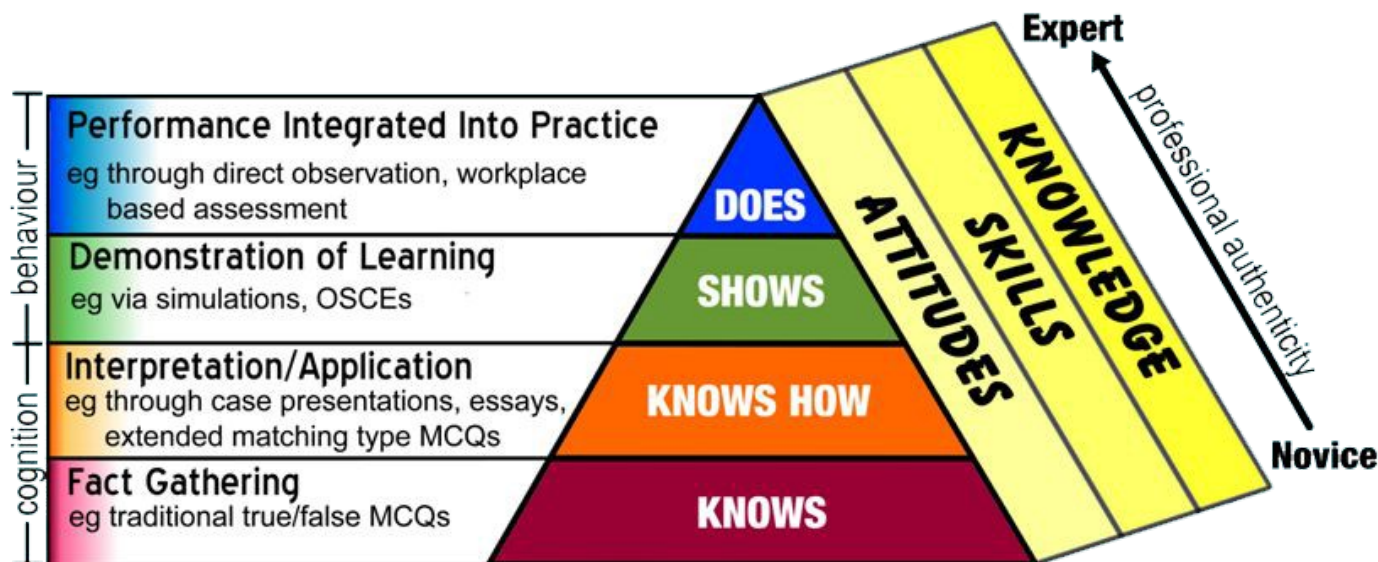 Expert
professional authenticity
Novice
behaviour
cognition
Performance Integrated Into Practice
eg through direct observation, workplace
based assessment
DOES
Demonstration of Learning
eg via simulations, OSCEs
SHOWS
Interpretation/Application
eg through case presentations, essays,
extended matching type MCQs
KNOWS HOW
Fact Gathering
eg traditional true/false MCQs
KNOWS
ATTITUDES
SKILLS
KNOWLEDGE